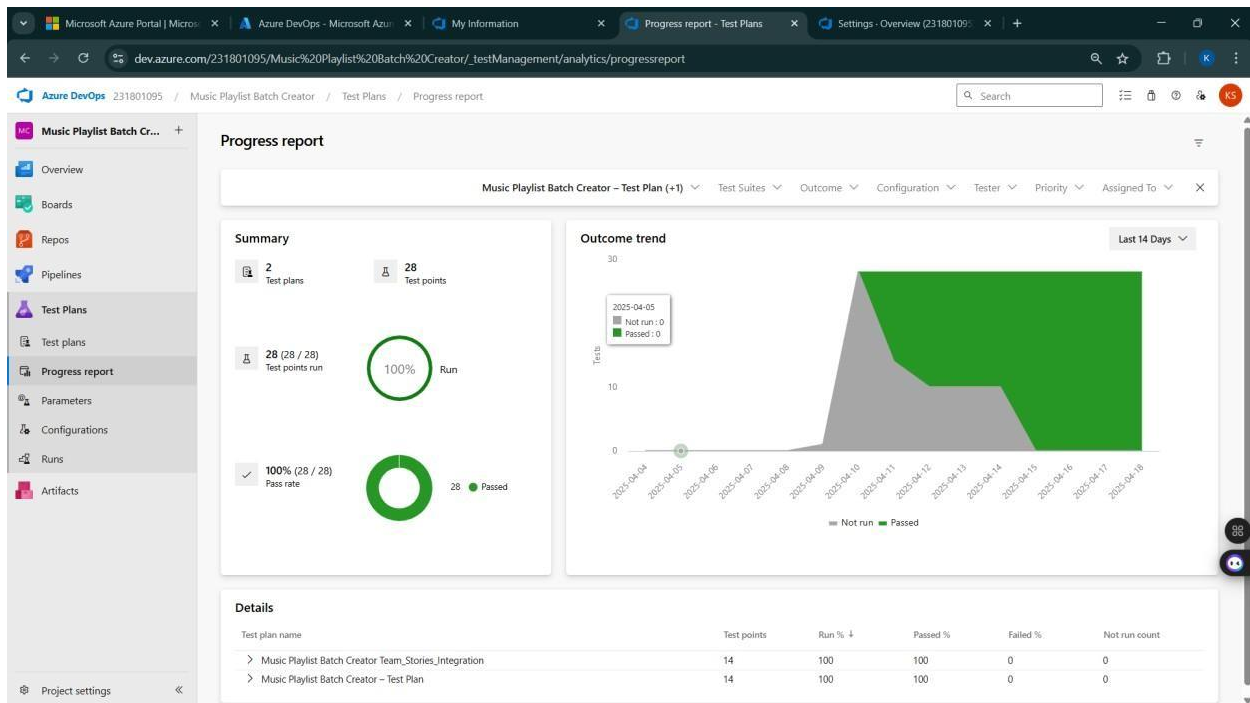 Microsoft Azure Portal | Micros
Azure DevOps - Microsoft Azur
My Information
Progress report - Test Plans
Settings · Overview (231801095
dev.azure.com/231801095/Music%20Playlist%20Batch%20Creator/_testManagement/analytics/progressreport
K
Azure DevOps 231801095 / Music Playlist Batch Creator / Test Plans / Progress report
Search
KS
MC Music Playlist Batch Cr... +
Overview
Boards
Repos
Pipelines
Test Plans
Test plans
Progress report
Parameters
Configurations
Runs
Artifacts
Project settings
Progress report
Music Playlist Batch Creator – Test Plan (+1) Test Suites Outcome Configuration Tester Priority Assigned To
Summary
2
Test plans
28
Test points
28 (28 / 28)
Test points run
100%
Run
100% (28 / 28)
Pass rate
28 Passed
Outcome trend
Last 14 Days
30
10
0
Tests
2025-04-05
Not run : 0
Passed : 0
2025-04-04
2025-04-05
2025-04-06
2025-04-07
2025-04-08
2025-04-09
2025-04-10
2025-04-11
2025-04-12
2025-04-13
2025-04-14
2025-04-15
2025-04-16
2025-04-17
2025-04-18
Not run Passed
Details
Test plan name Test points Run % ↓ Passed % Failed % Not run count
Music Playlist Batch Creator Team_Stories_Integration 14 100 100 0 0
Music Playlist Batch Creator – Test Plan 14 100 100 0 0